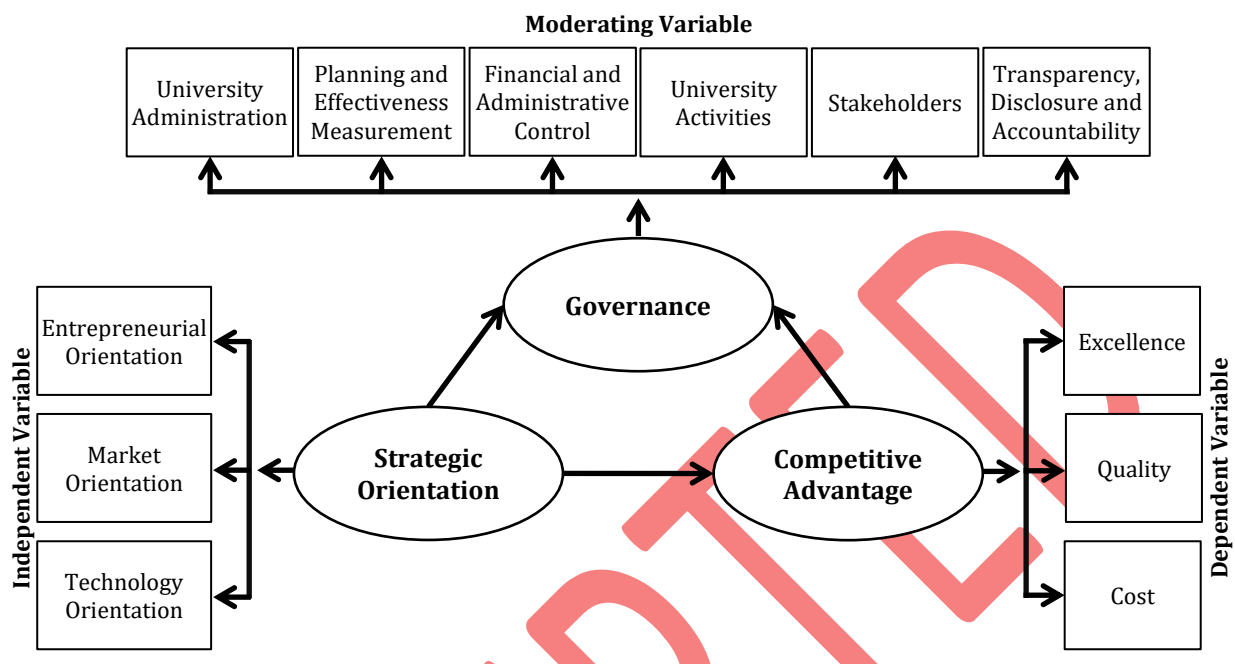 Moderating Variable
University
Administration
Planning and
Effectiveness
Measurement
Financial and
Administrative
Control
University
Activities
Stakeholders
Transparency,
Disclosure and
Accountability
Governance
Independent Variable
Entrepreneurial
Orientation
Market
Orientation
Technology
Orientation
Strategic
Orientation
Competitive
Advantage
Excellence
Quality
Cost
Dependent Variable